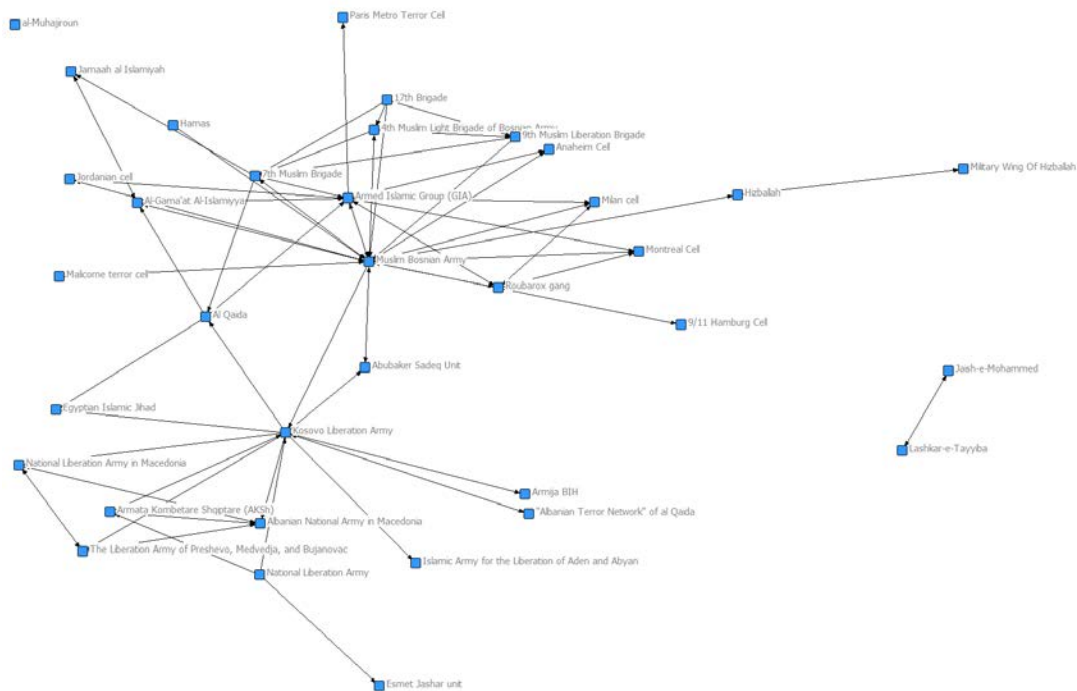 Paris Metro Terror Cell
al-Muhajiroun
Jamaah al Islamiyah
17th Brigade
Hamas
4th Muslim Light Brigade of Bosnian Army
9th Muslim Liberation Brigade
Anaheim Cell
Military Wing Of Hizballah
7th Muslim Brigade
Jordanian cell
Hizballah
Armed Islamic Group (GIA)
Al-Gama'at Al-Islamiyya
Milan cell
Montreal Cell
Muslim Bosnian Army
Malicorne terror cell
Roubarox gang
Al Qaida
9/11 Hamburg Cell
Abubaker Sadeq Unit
Jaish-e-Mohammed
Egyptian Islamic Jihad
Kosovo Liberation Army
Lashkar-e-Tayyiba
National Liberation Army in Macedonia
Armija BIH
Armata Kombetare Shqiptare (AKSh)
"Albanian Terror Network" of al Qaida
Albanian National Army in Macedonia
The Liberation Army of Preshevo, Medvedja, and Bujanovac
Islamic Army for the Liberation of Aden and Abyan
National Liberation Army
Esmet Jashar unit